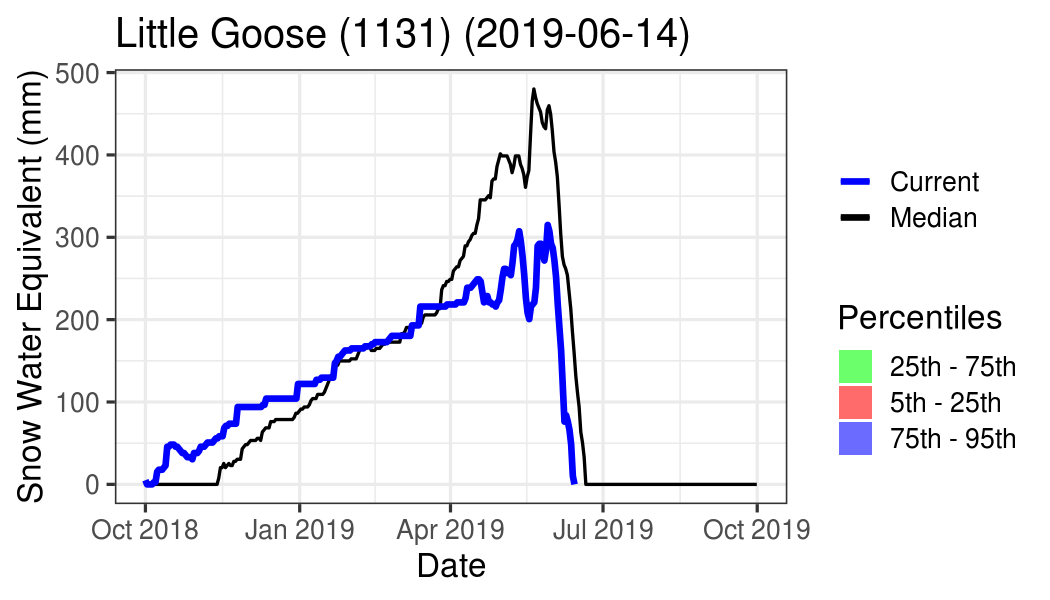 Little Goose (1131) (2019-06-14)
Snow Water Equivalent (mm)
500
400
300
200
100
0
Oct 2018
Jan 2019
Apr 2019
Jul 2019
Oct 2019
Date
Current
Median
Percentiles
25th - 75th
5th - 25th
75th - 95th